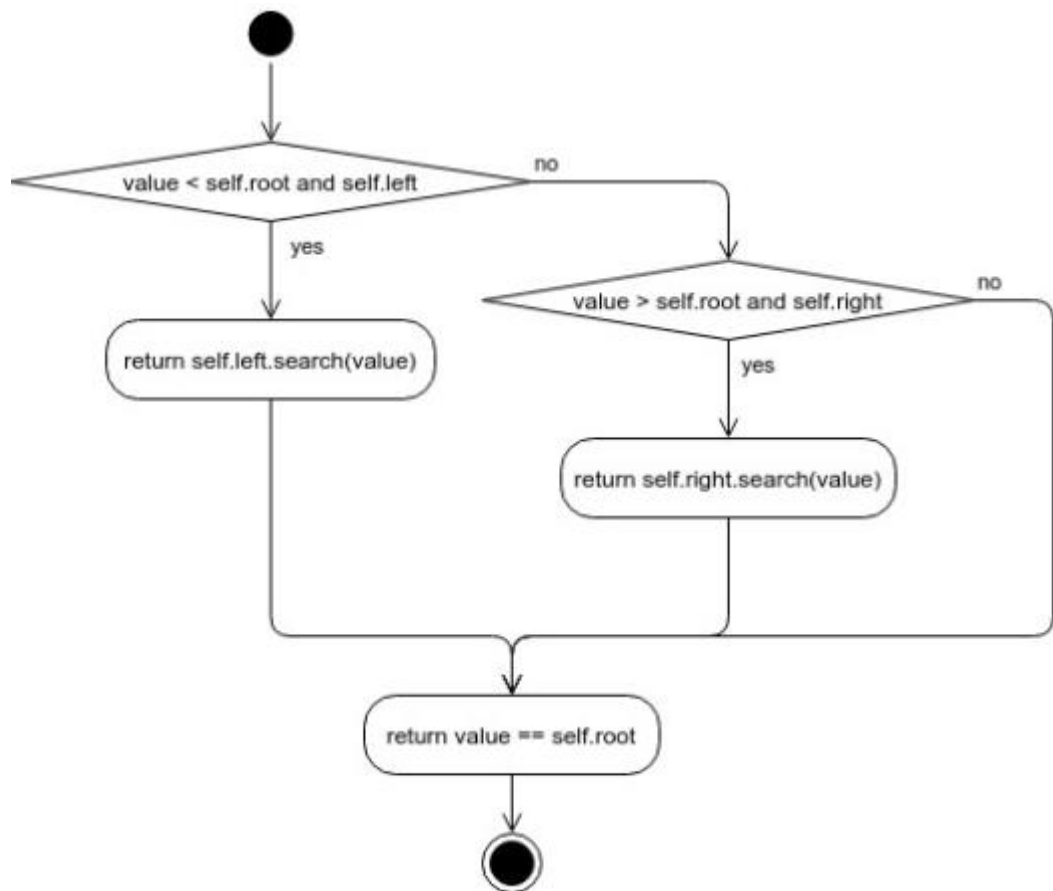 value < self.root and self.left
no
yes
value > self.root and self.right
no
return self.left.search(value)
yes
return self.right.search(value)
return value == self.root